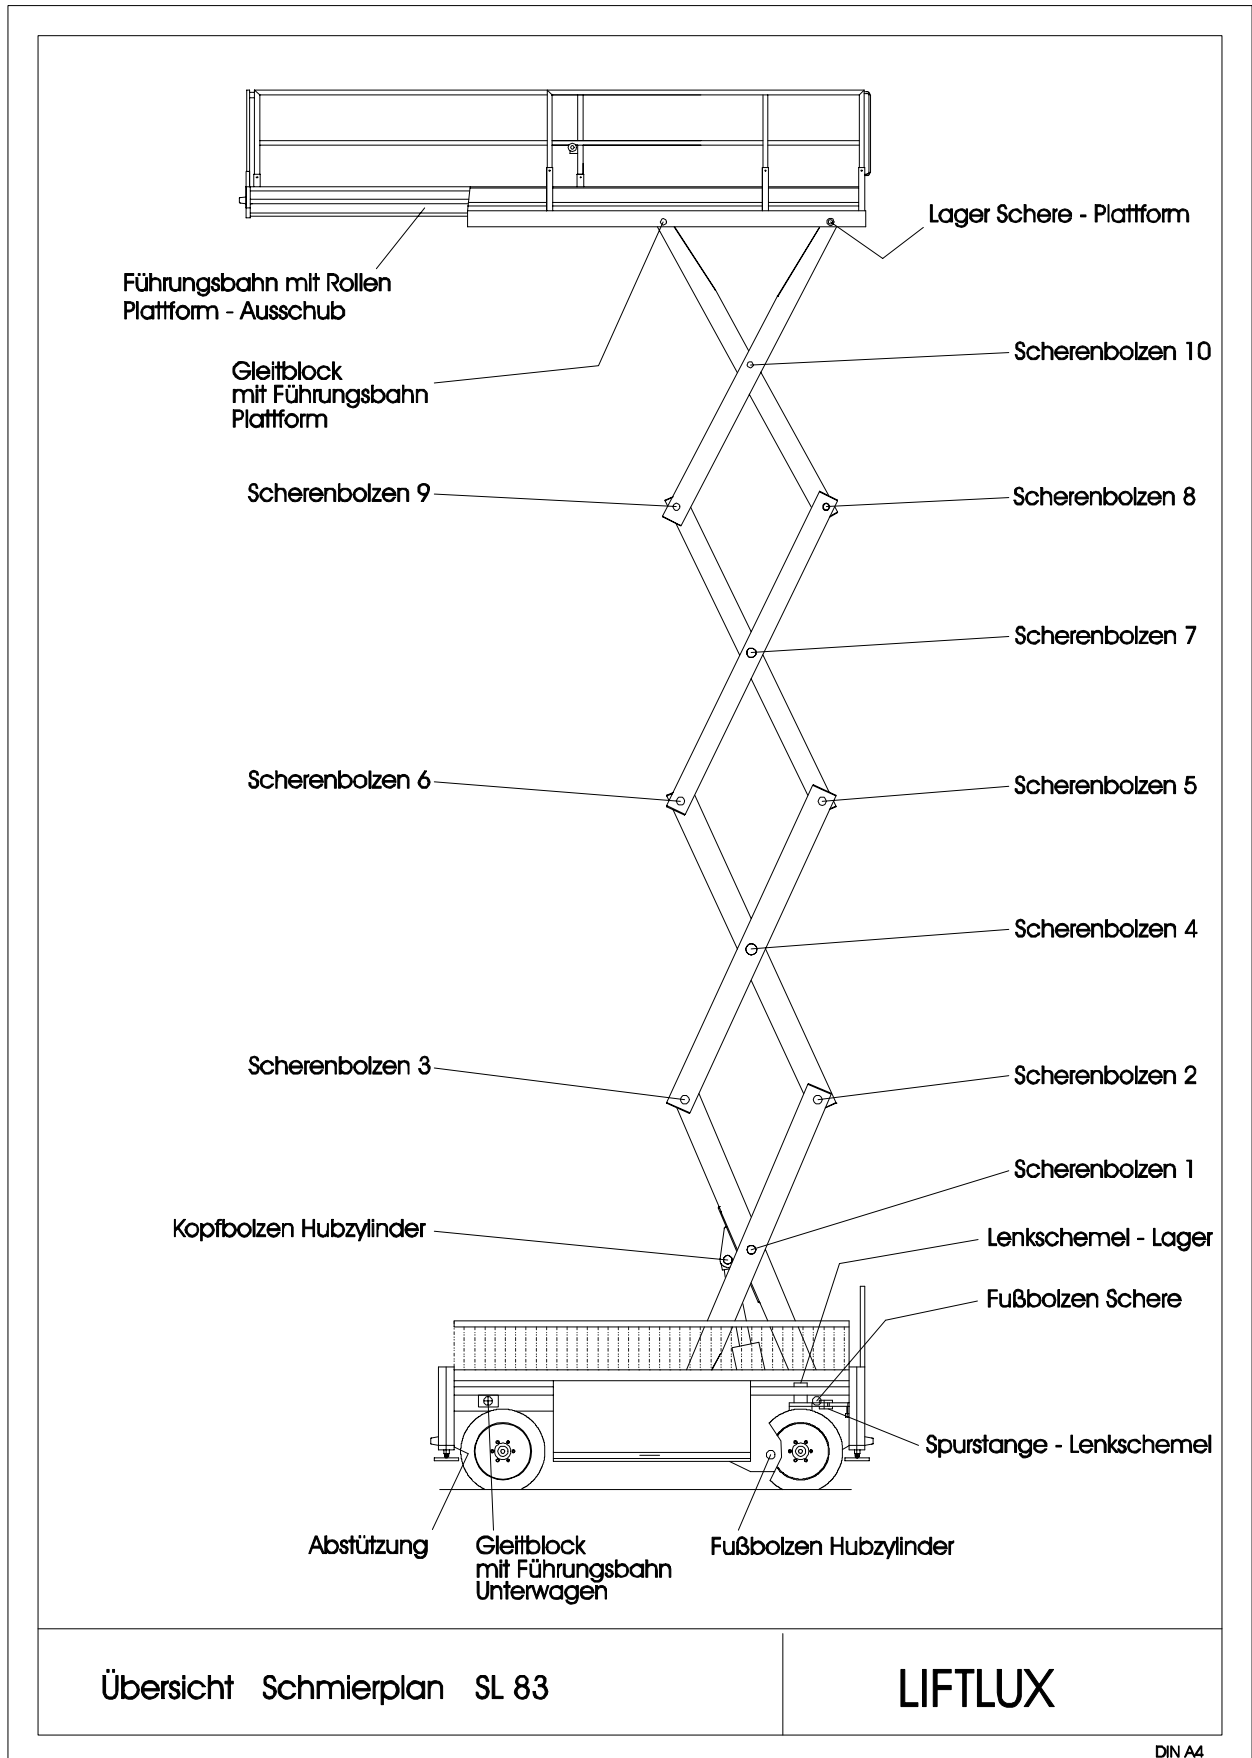 Lager Schere - Plattform
Führungsbahn mit Rollen
Plattform - Ausschub
Scherenbolzen 10
Gleitblock
mit Führungsbahn
Plattform
Scherenbolzen 9
Scherenbolzen 8
Scherenbolzen 7
Scherenbolzen 6
Scherenbolzen 5
Scherenbolzen 4
Scherenbolzen 3
Scherenbolzen 2
Scherenbolzen 1
Kopfbolzen Hubzylinder
Lenkschemel - Lager
Fußbolzen Schere
Spurstange - Lenkschemel
Abstützung
Gleitblock
mit Führungsbahn
Unterwagen
Fußbolzen Hubzylinder
Übersicht Schmierplan SL 83
LIFTLUX
DIN A4